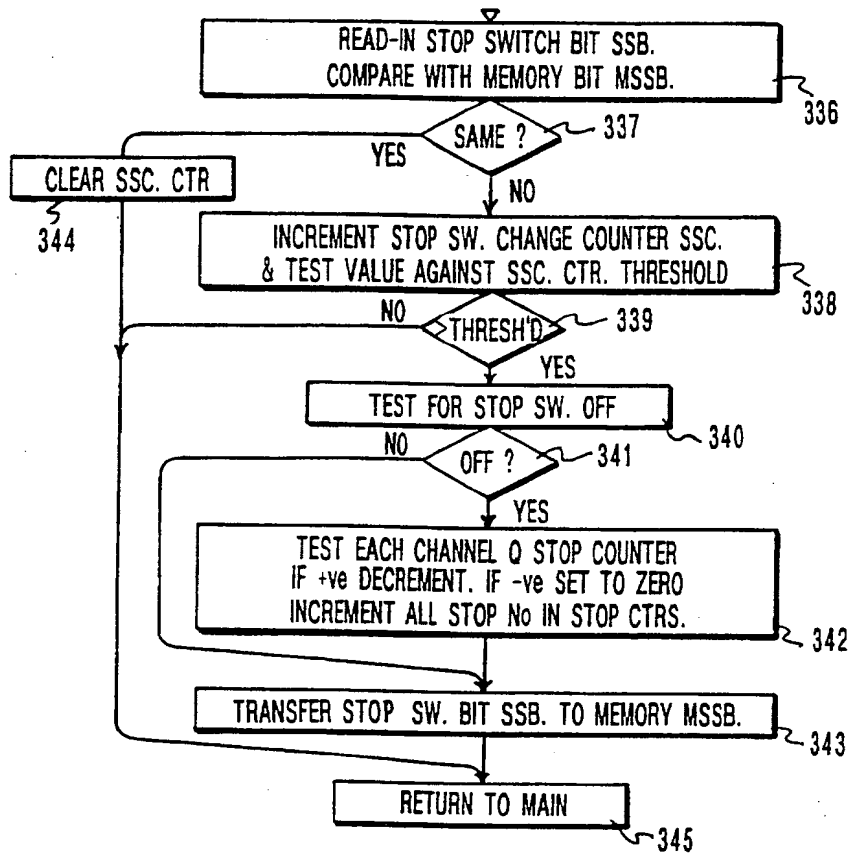 READ-IN STOP SWITCH BIT SSB.
COMPARE WITH MEMORY BIT MSSB.
336
SAME ?
337
YES
NO
CLEAR SSC. CTR
344
INCREMENT STOP SW. CHANGE COUNTER SSC.
& TEST VALUE AGAINST SSC. CTR. THRESHOLD
338
NO
>THRESH'D
339
YES
TEST FOR STOP SW. OFF
340
NO
OFF ?
341
YES
TEST EACH CHANNEL Q STOP COUNTER
IF +ve DECREMENT. IF -ve SET TO ZERO
INCREMENT ALL STOP No IN STOP CTRS.
342
TRANSFER STOP SW. BIT SSB. TO MEMORY MSSB.
343
RETURN TO MAIN
345